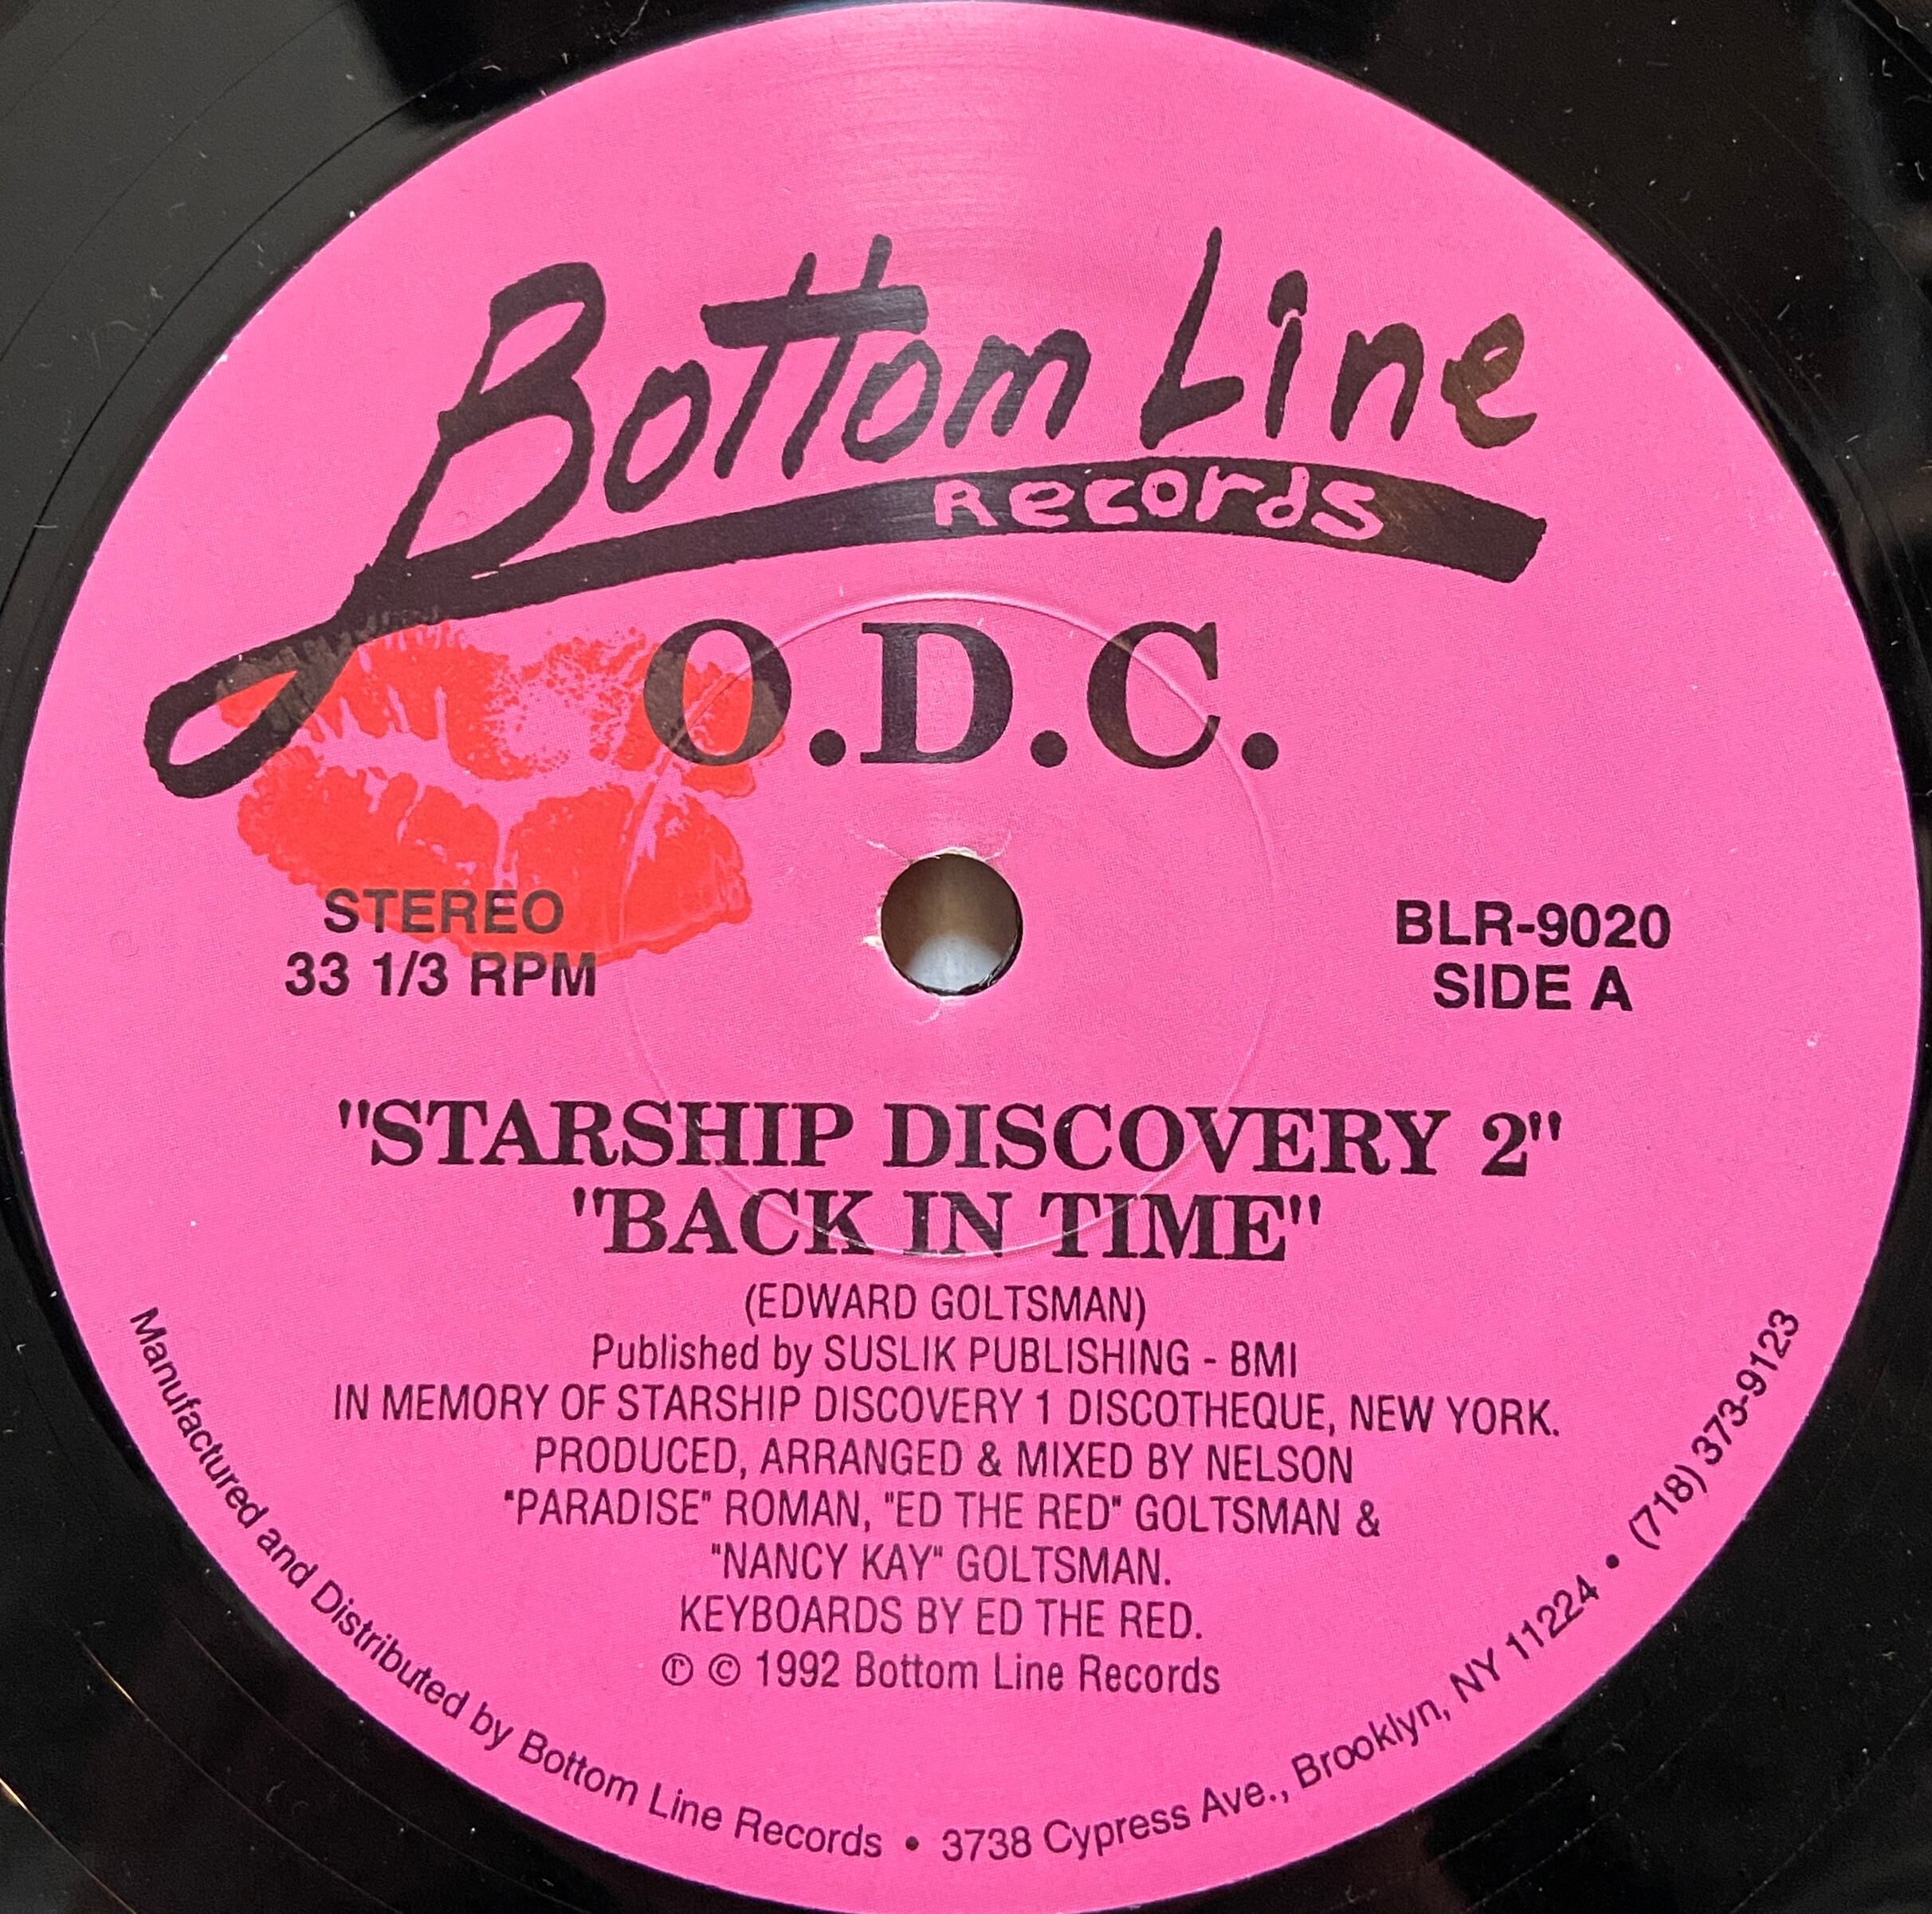 Bottom Line
Records
O.D.C.
STEREO
33 1/3 RPM
BLR-9020
SIDE A
"STARSHIP DISCOVERY 2"
"BACK IN TIME"
(EDWARD GOLTSMAN)
Published by SUSLIK PUBLISHING - BMI
IN MEMORY OF STARSHIP DISCOVERY 1 DISCOTHEQUE, NEW YORK.
PRODUCED, ARRANGED & MIXED BY NELSON
"PARADISE" ROMAN, "ED THE RED" GOLTSMAN &
"NANCY KAY" GOLTSMAN.
KEYBOARDS BY ED THE RED.
℗ © 1992 Bottom Line Records
Manufactured and Distributed by Bottom Line Records • 3738 Cypress Ave., Brooklyn, NY 11224 • (718) 373-9123